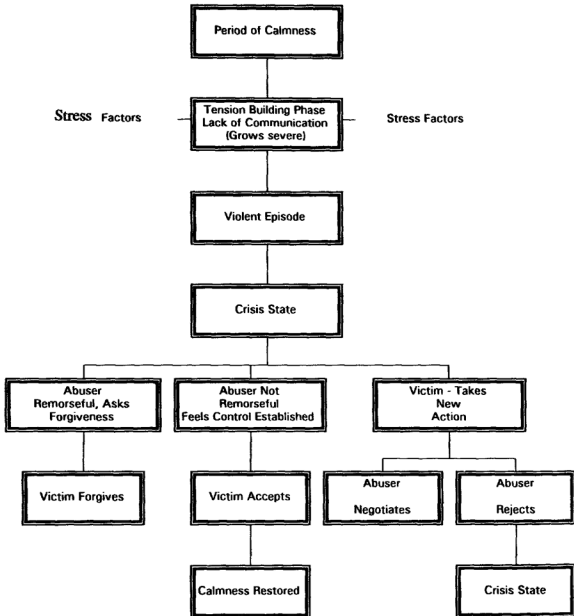 Period of Calmness
Stress Factors
Tension Building Phase
Lack of Communication
(Grows severe)
Stress Factors
Violent Episode
Crisis State
Abuser
Remorseful, Asks
Forgiveness
Abuser Not
Remorseful
Feels Control Established
Victim - Takes
New
Action
Victim Forgives
Victim Accepts
Abuser
Negotiates
Abuser
Rejects
Calmness Restored
Crisis State